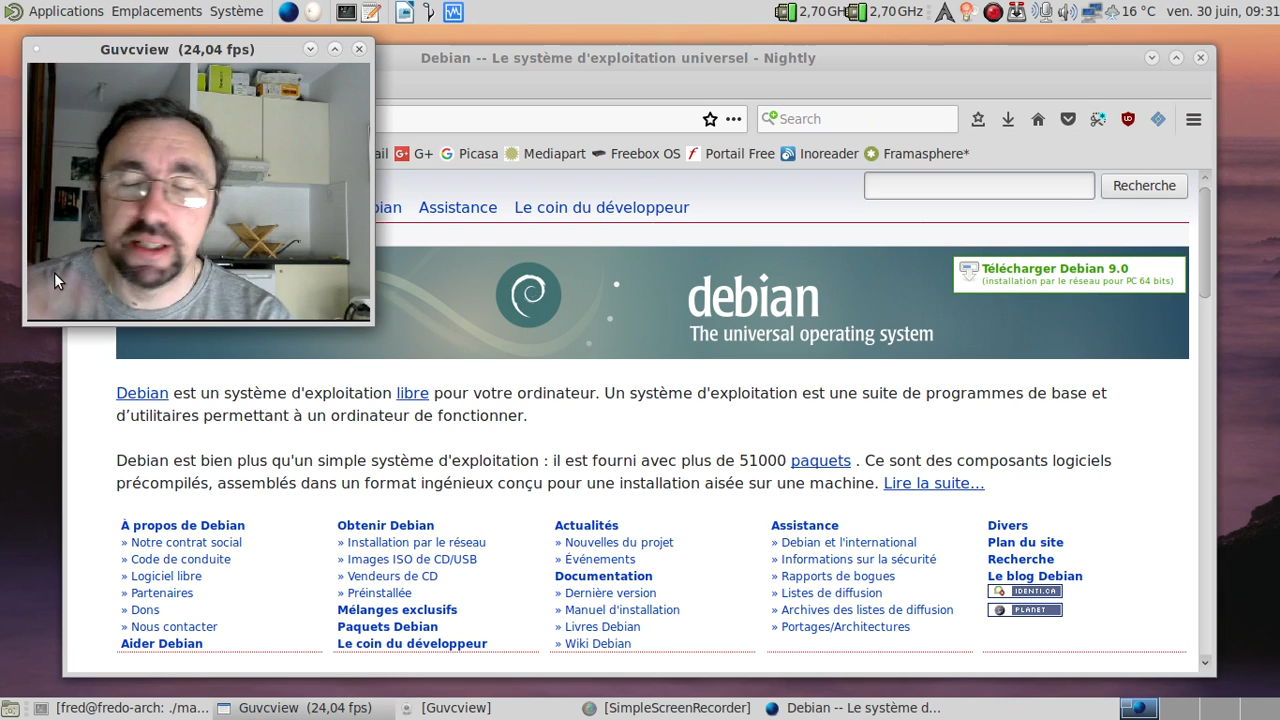 Applications Emplacements Système 2,70 GH 2,70 GHz 16 °C ven. 30 juin, 09:31
Guvcview (24,04 fps)
Debian -- Le système d'exploitation universel - Nightly
Search
ail G+ Picasa Mediapart Freebox OS Portail Free Inoreader Framasphere*
Recherche
bian Assistance Le coin du développeur
debian
The universal operating system
Télécharger Debian 9.0
(installation par le réseau pour PC 64 bits)
Debian est un système d'exploitation libre pour votre ordinateur. Un système d'exploitation est une suite de programmes de base et
d’utilitaires permettant à un ordinateur de fonctionner.
Debian est bien plus qu'un simple système d'exploitation : il est fourni avec plus de 51000 paquets . Ce sont des composants logiciels
précompilés, assemblés dans un format ingénieux conçu pour une installation aisée sur une machine. Lire la suite...
À propos de Debian
» Notre contrat social
» Code de conduite
» Logiciel libre
» Partenaires
» Dons
» Nous contacter
Aider Debian
Obtenir Debian
» Installation par le réseau
» Images ISO de CD/USB
» Vendeurs de CD
» Préinstallée
Mélanges exclusifs
Paquets Debian
Le coin du développeur
Actualités
» Nouvelles du projet
» Événements
Documentation
» Dernière version
» Manuel d'installation
» Livres Debian
» Wiki Debian
Assistance
» Debian et l'international
» Informations sur la sécurité
» Rapports de bogues
» Listes de diffusion
» Archives des listes de diffusion
» Portages/Architectures
Divers
Plan du site
Recherche
Le blog Debian
IDENTI.CA
PLANET
[fred@fredo-arch: ./ma... Guvcview (24,04 fps) [Guvcview] [SimpleScreenRecorder] Debian -- Le système d...